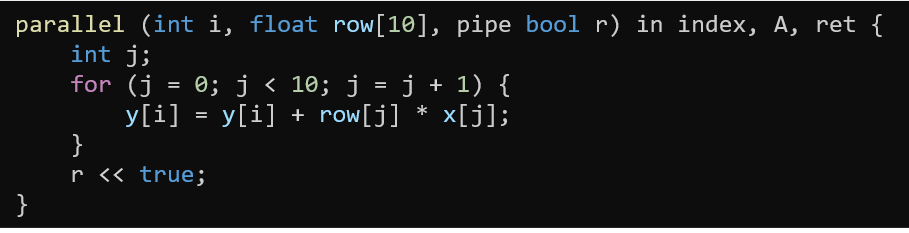 parallel (int i, float row[10], pipe bool r) in index, A, ret {
    int j;
    for (j = 0; j < 10; j = j + 1) {
        y[i] = y[i] + row[j] * x[j];
    }
    r << true;
}